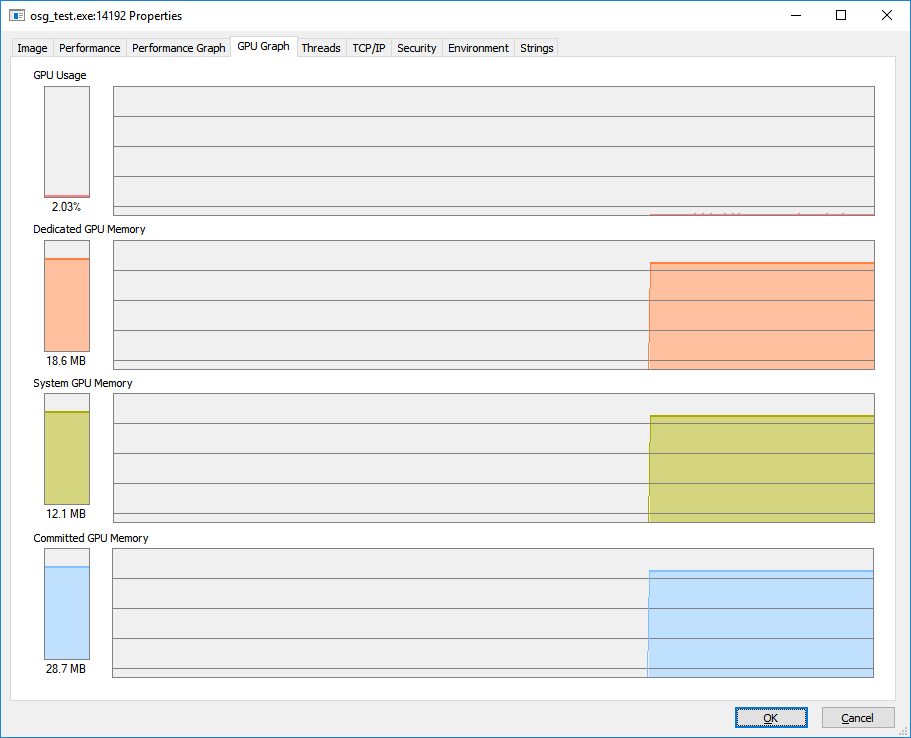 osg_test.exe:14192 Properties
Image Performance Performance Graph GPU Graph Threads TCP/IP Security Environment Strings
GPU Usage
2.03%
Dedicated GPU Memory
18.6 MB
System GPU Memory
12.1 MB
Committed GPU Memory
28.7 MB
OK Cancel